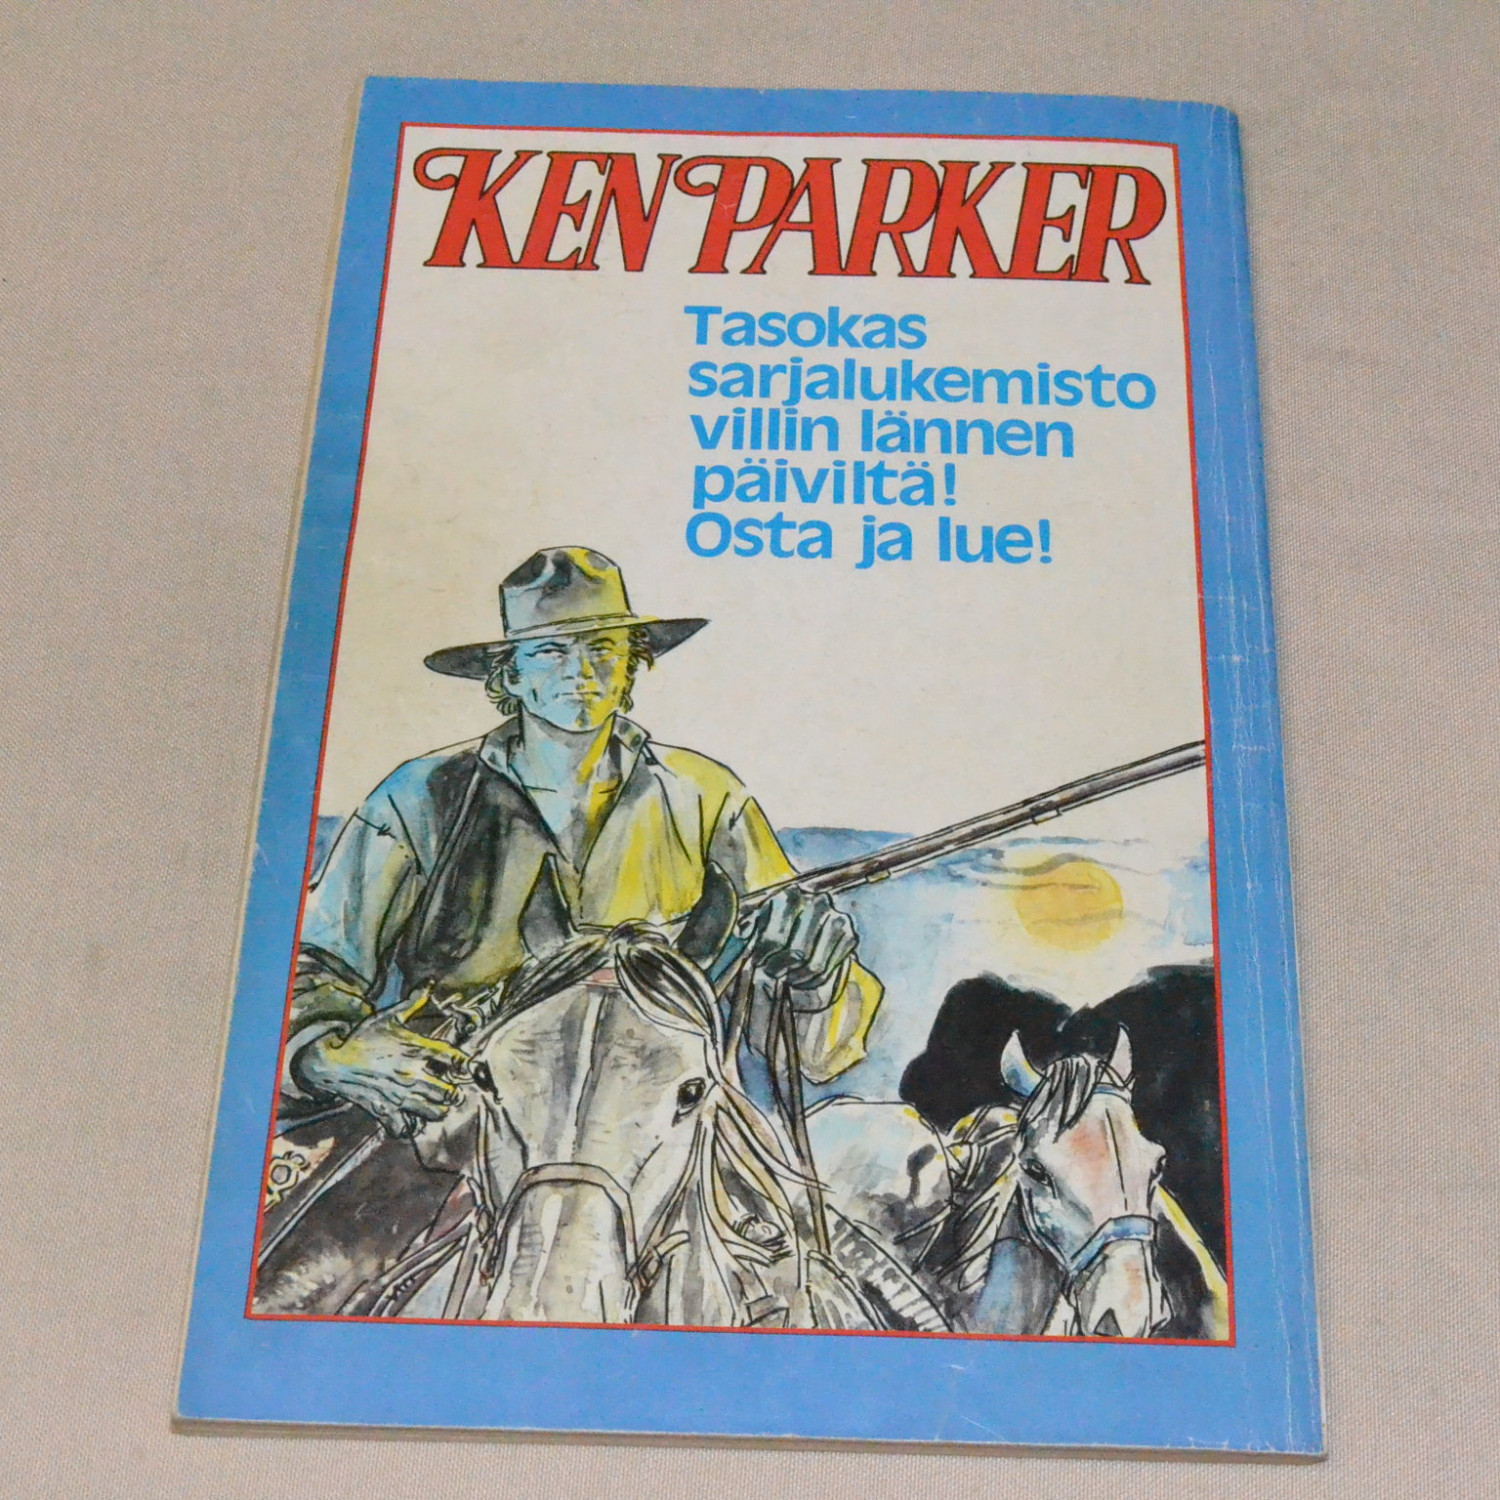 KEN PARKER
Tasokas
sarjalukemisto
villin lännen
päiviltä!
Osta ja lue!